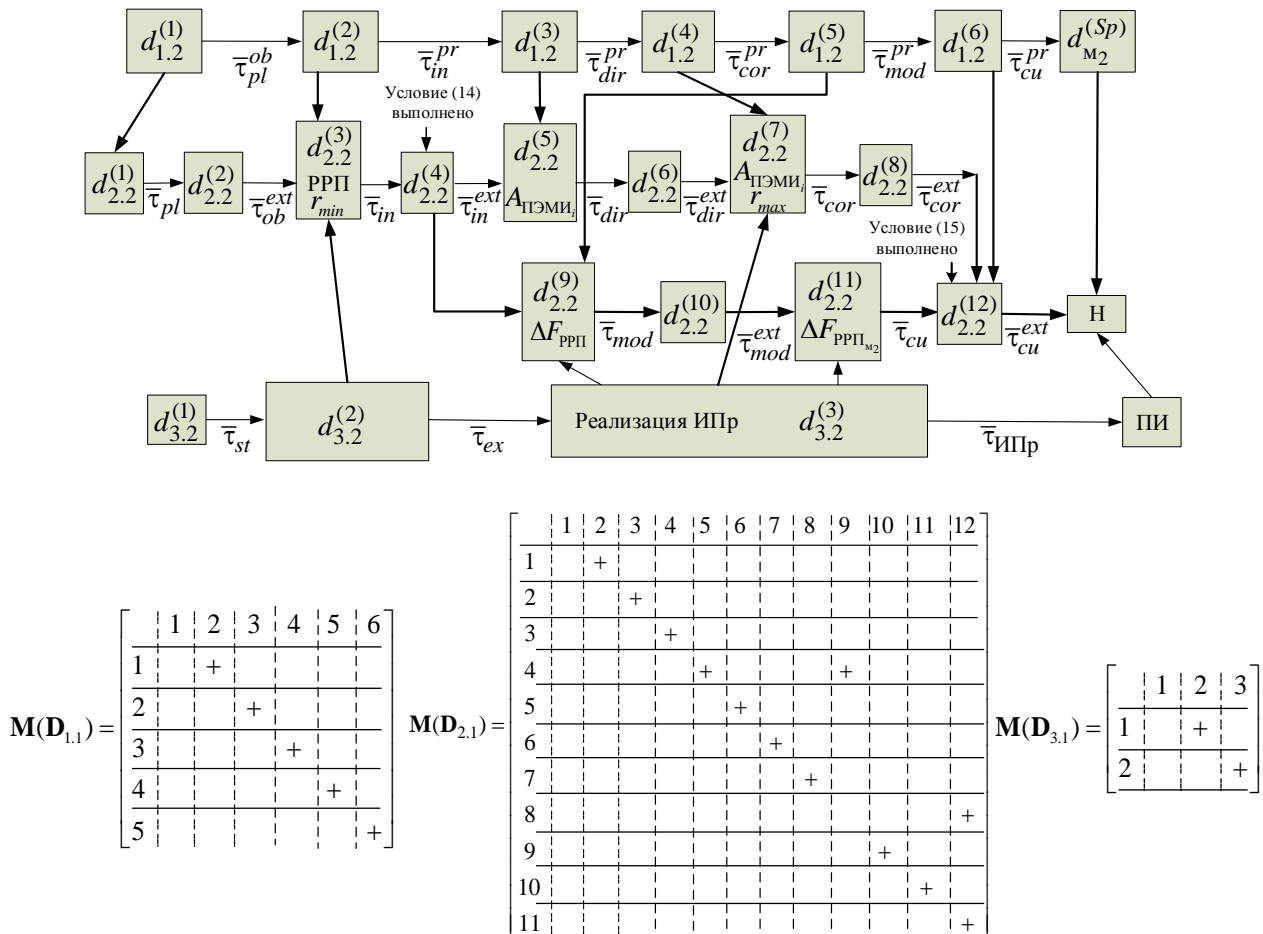 d_{1.2}^{(1)} d_{1.2}^{(2)} d_{1.2}^{(3)} d_{1.2}^{(4)} d_{1.2}^{(5)} d_{1.2}^{(6)} d_{м_2}^{(Sp)}
τ̅_{pl}^{ob} τ̅_{in}^{pr} τ̅_{dir}^{pr} τ̅_{cor}^{pr} τ̅_{mod}^{pr} τ̅_{cu}^{pr}
Условие (14)
выполнено
d_{2.2}^{(1)} τ̅_{pl} d_{2.2}^{(2)} τ̅_{ob}^{ext}
d_{2.2}^{(3)}
РРП
r_{min}
τ̅_{in} d_{2.2}^{(4)} τ̅_{in}^{ext}
d_{2.2}^{(5)}
A_{ПЭМИ_i}
τ̅_{dir} d_{2.2}^{(6)} τ̅_{dir}^{ext}
d_{2.2}^{(7)}
A_{ПЭМИ_i}
r_{max}
τ̅_{cor} d_{2.2}^{(8)} τ̅_{cor}^{ext}
Условие (15)
выполнено
d_{2.2}^{(9)}
ΔF_{РРП}
τ̅_{mod} d_{2.2}^{(10)} τ̅_{mod}^{ext}
d_{2.2}^{(11)}
ΔF_{РРП_{м_2}}
τ̅_{cu} d_{2.2}^{(12)} τ̅_{cu}^{ext} Н
d_{3.2}^{(1)} τ̅_{st} d_{3.2}^{(2)} τ̅_{ex} Реализация ИПр d_{3.2}^{(3)} τ̅_{ИПр} ПИ
M(D_{1.1}) =
1 2 3 4 5 6
1 +
2 +
3 +
4 +
5 +
M(D_{2.1}) =
1 2 3 4 5 6 7 8 9 10 11 12
1 +
2 +
3 +
4 + +
5 +
6 +
7 +
8 +
9 +
10 +
11 +
M(D_{3.1}) =
1 2 3
1 +
2 +